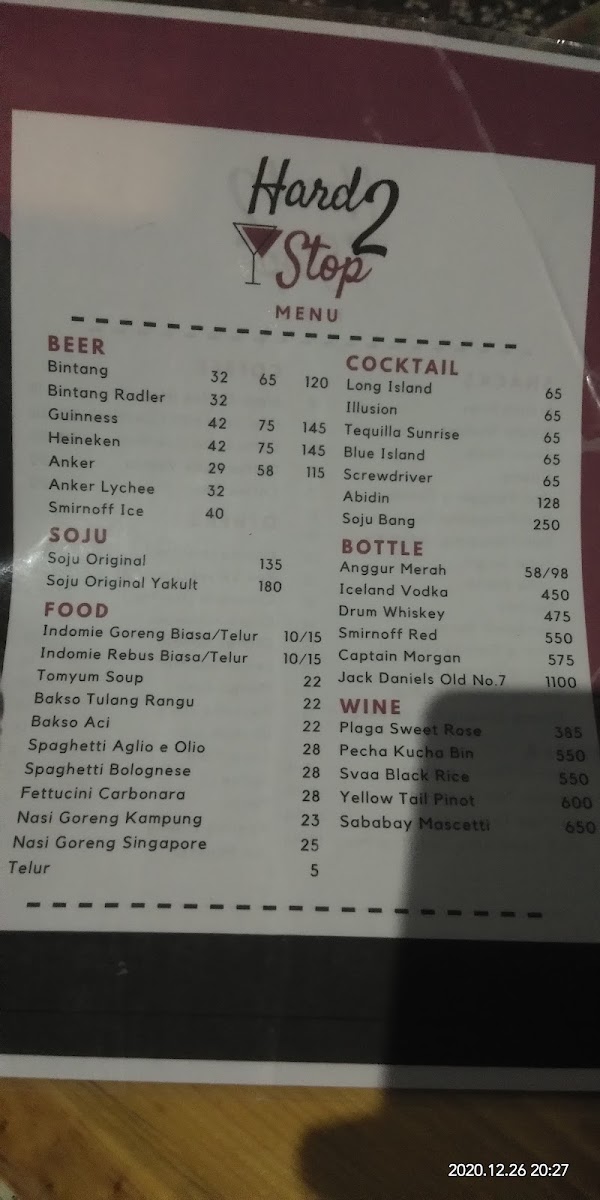 Hard 2
Stop
MENU
BEER
Bintang 32 65 120
Bintang Radler 32
Guinness 42 75 145
Heineken 42 75 145
Anker 29 58 115
Anker Lychee 32
Smirnoff Ice 40
SOJU
Soju Original 135
Soju Original Yakult 180
FOOD
Indomie Goreng Biasa/Telur 10/15
Indomie Rebus Biasa/Telur 10/15
Tomyum Soup 22
Bakso Tulang Rangu 22
Bakso Aci 22
Spaghetti Aglio e Olio 28
Spaghetti Bolognese 28
Fettucini Carbonara 28
Nasi Goreng Kampung 23
Nasi Goreng Singapore 25
Telur 5
COCKTAIL
Long Island 65
Illusion 65
Tequilla Sunrise 65
Blue Island 65
Screwdriver 65
Abidin 128
Soju Bang 250
BOTTLE
Anggur Merah 58/98
Iceland Vodka 450
Drum Whiskey 475
Smirnoff Red 550
Captain Morgan 575
Jack Daniels Old No.7 1100
WINE
Plaga Sweet Rose 385
Pecha Kucha Bin 550
Svaa Black Rice 550
Yellow Tail Pinot 600
Sababay Mascetti 650
2020.12.26 20:27